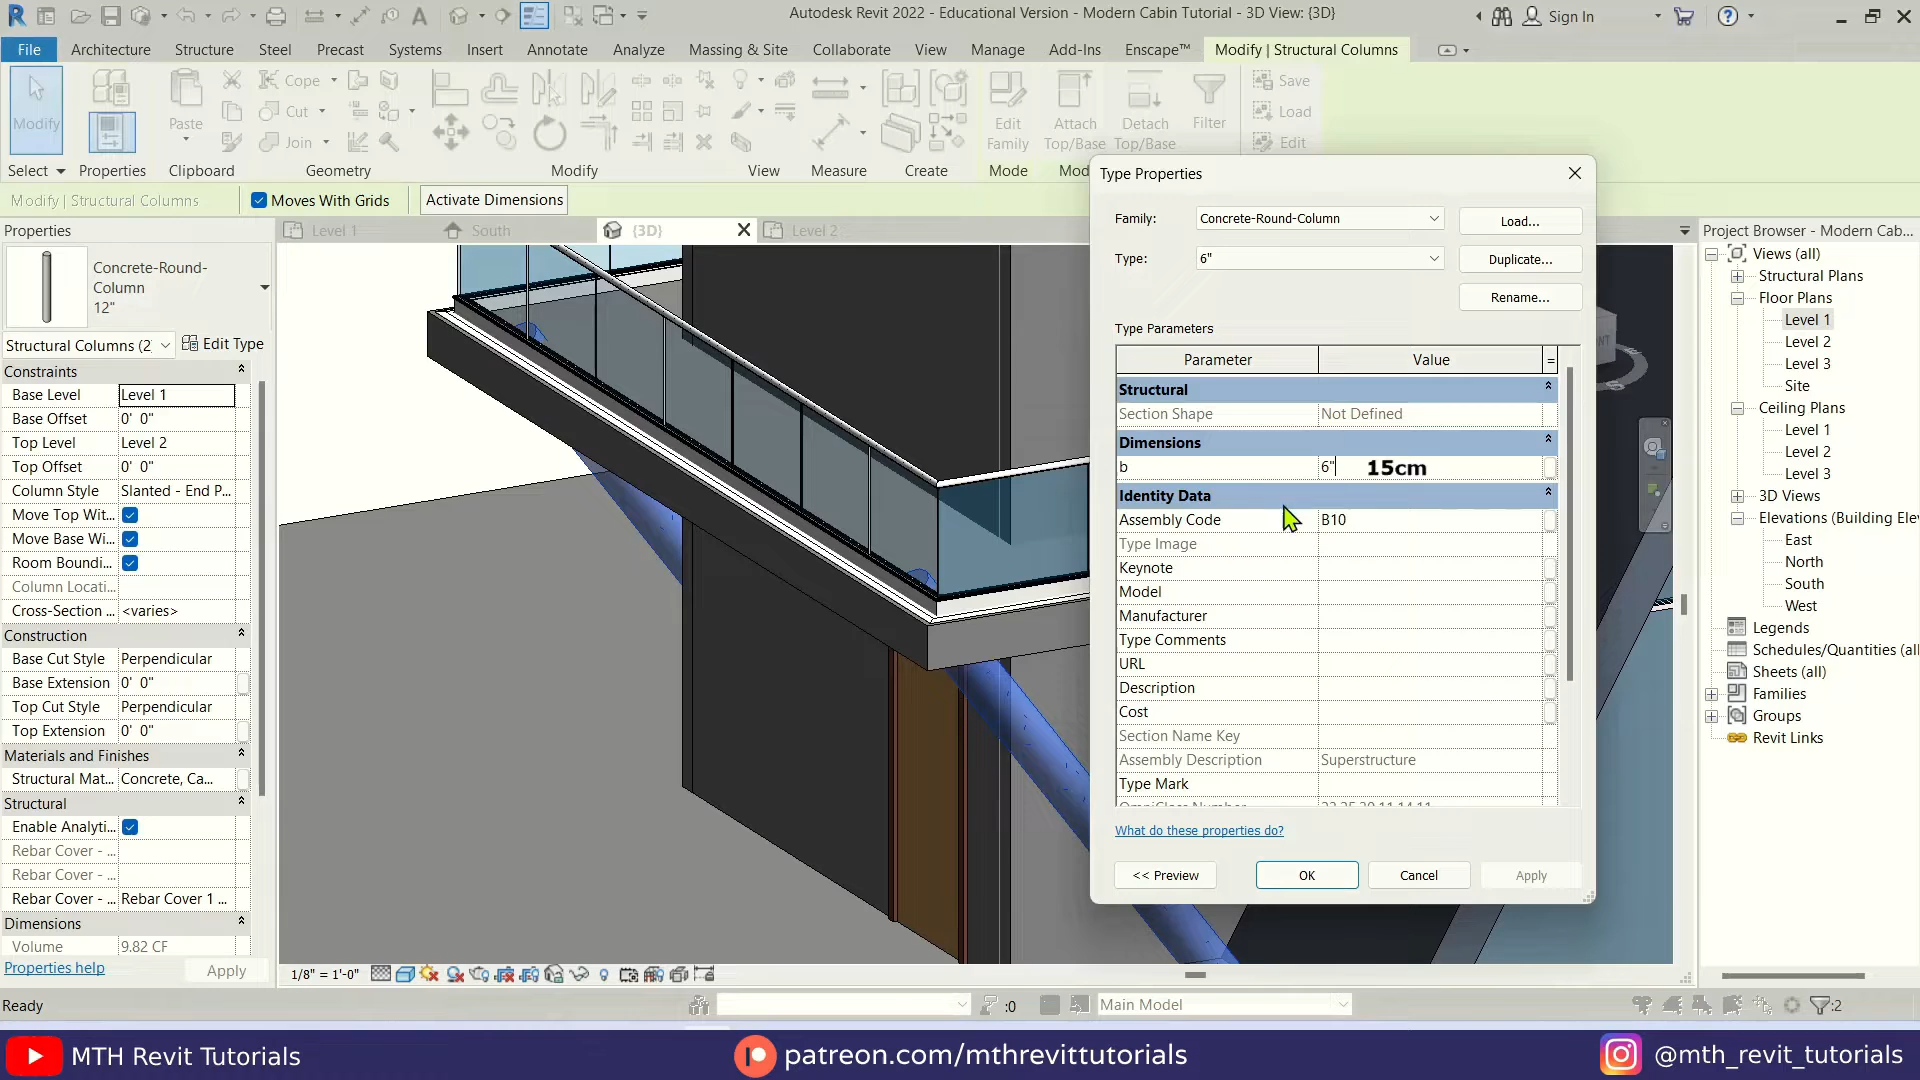 Autodesk Revit 2022 - Educational Version - Modern Cabin Tutorial - 3D View: {3D}
Sign In
File Architecture Structure Steel Precast Systems Insert Annotate Analyze Massing & Site Collaborate View Manage Add-Ins Enscape™ Modify | Structural Columns
Modify
Paste
Cope
Cut
Join
Edit
Family
Attach
Top/Base
Detach
Top/Base
Filter
Save
Load
Edit
Select Properties Clipboard Geometry Modify View Measure Create Mode Mod
Modify | Structural Columns
Moves With Grids
Activate Dimensions
Properties
Concrete-Round-
Column
12"
Structural Columns (2
Edit Type
Constraints
Base Level Level 1
Base Offset 0' 0"
Top Level Level 2
Top Offset 0' 0"
Column Style Slanted - End P...
Move Top Wit...
Move Base Wi...
Room Boundi...
Column Locati...
Cross-Section ... <varies>
Construction
Base Cut Style Perpendicular
Base Extension 0' 0"
Top Cut Style Perpendicular
Top Extension 0' 0"
Materials and Finishes
Structural Mat... Concrete, Ca...
Structural
Enable Analyti...
Rebar Cover - ...
Rebar Cover - ...
Rebar Cover - ... Rebar Cover 1 ...
Dimensions
Volume 9.82 CF
Properties help
Apply
Level 1 South {3D} Level 2
Type Properties
Family: Concrete-Round-Column Load...
Type: 6" Duplicate...
Rename...
Type Parameters
Parameter Value =
Structural
Section Shape Not Defined
Dimensions
b 6" 15cm
Identity Data
Assembly Code B10
Type Image
Keynote
Model
Manufacturer
Type Comments
URL
Description
Cost
Section Name Key
Assembly Description Superstructure
Type Mark
What do these properties do?
<< Preview OK Cancel Apply
Project Browser - Modern Cab...
Views (all)
Structural Plans
Floor Plans
Level 1
Level 2
Level 3
Site
Ceiling Plans
Level 1
Level 2
Level 3
3D Views
Elevations (Building Ele
East
North
South
West
Legends
Schedules/Quantities (all
Sheets (all)
Families
Groups
Revit Links
1/8" = 1'-0"
Ready
:0
Main Model
:2
MTH Revit Tutorials
patreon.com/mthrevittutorials
@mth_revit_tutorials